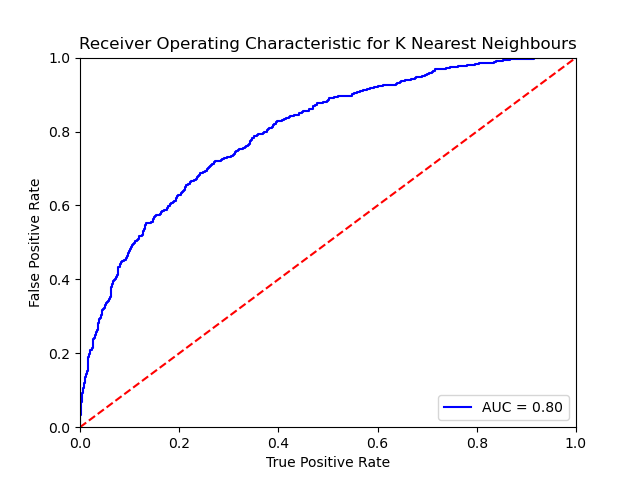 Receiver Operating Characteristic for K Nearest Neighbours
1.0
0.8
0.6
0.4
0.2
0.0
False Positive Rate
AUC = 0.80
0.0 0.2 0.4 0.6 0.8 1.0
True Positive Rate